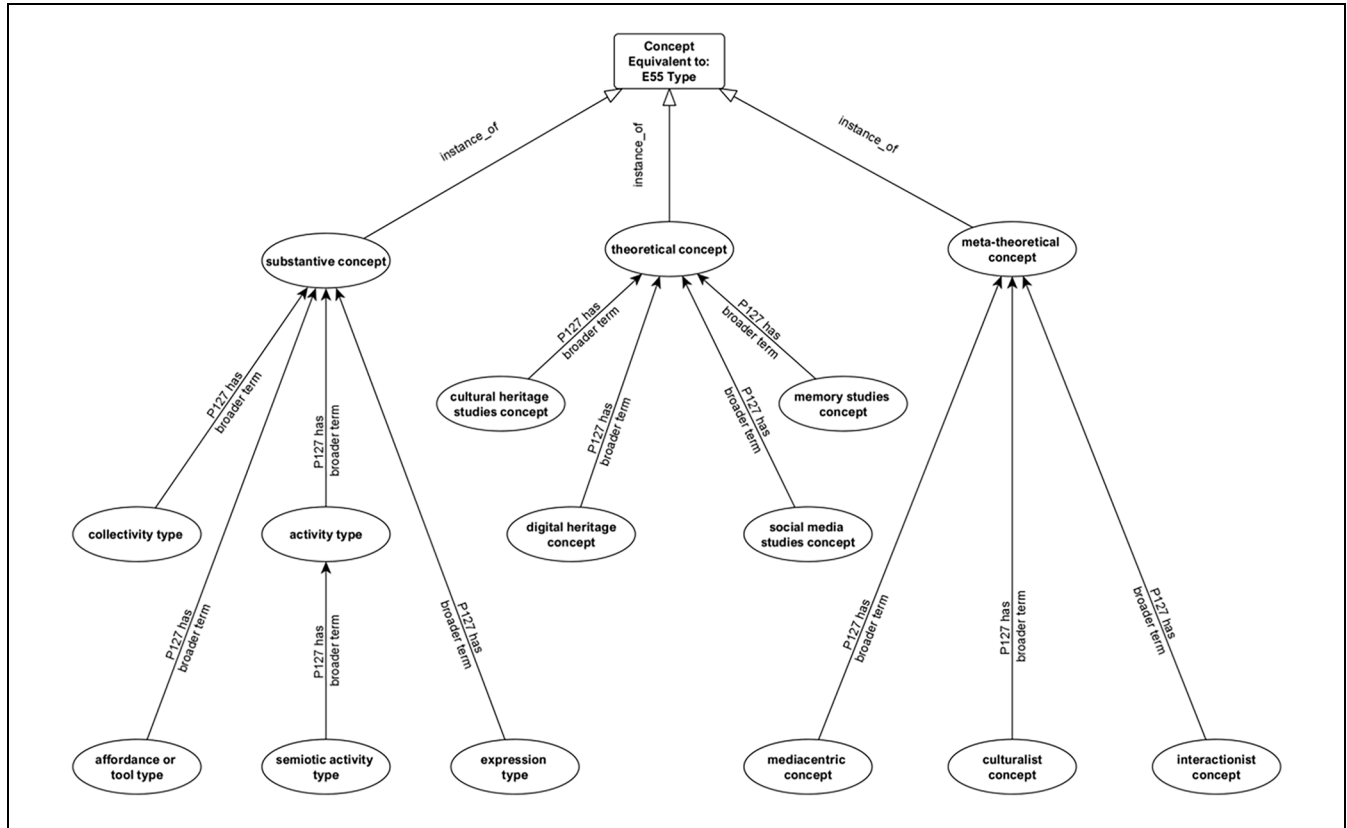 Concept
Equivalent to:
E55 Type
instance_of
instance_of
instance_of
substantive concept
theoretical concept
meta-theoretical
concept
P127 has
broader term
P127 has
broader term
P127 has
broader term
P127 has
broader term
P127 has
broader term
P127 has
broader term
cultural heritage
studies concept
memory studies
concept
P127 has
broader term
P127 has
broader term
collectivity type
activity type
digital heritage
concept
social media
studies concept
P127 has
broader term
P127 has
broader term
P127 has
broader term
P127 has
broader term
affordance or
tool type
semiotic activity
type
expression
type
mediacentric
concept
culturalist
concept
interactionist
concept